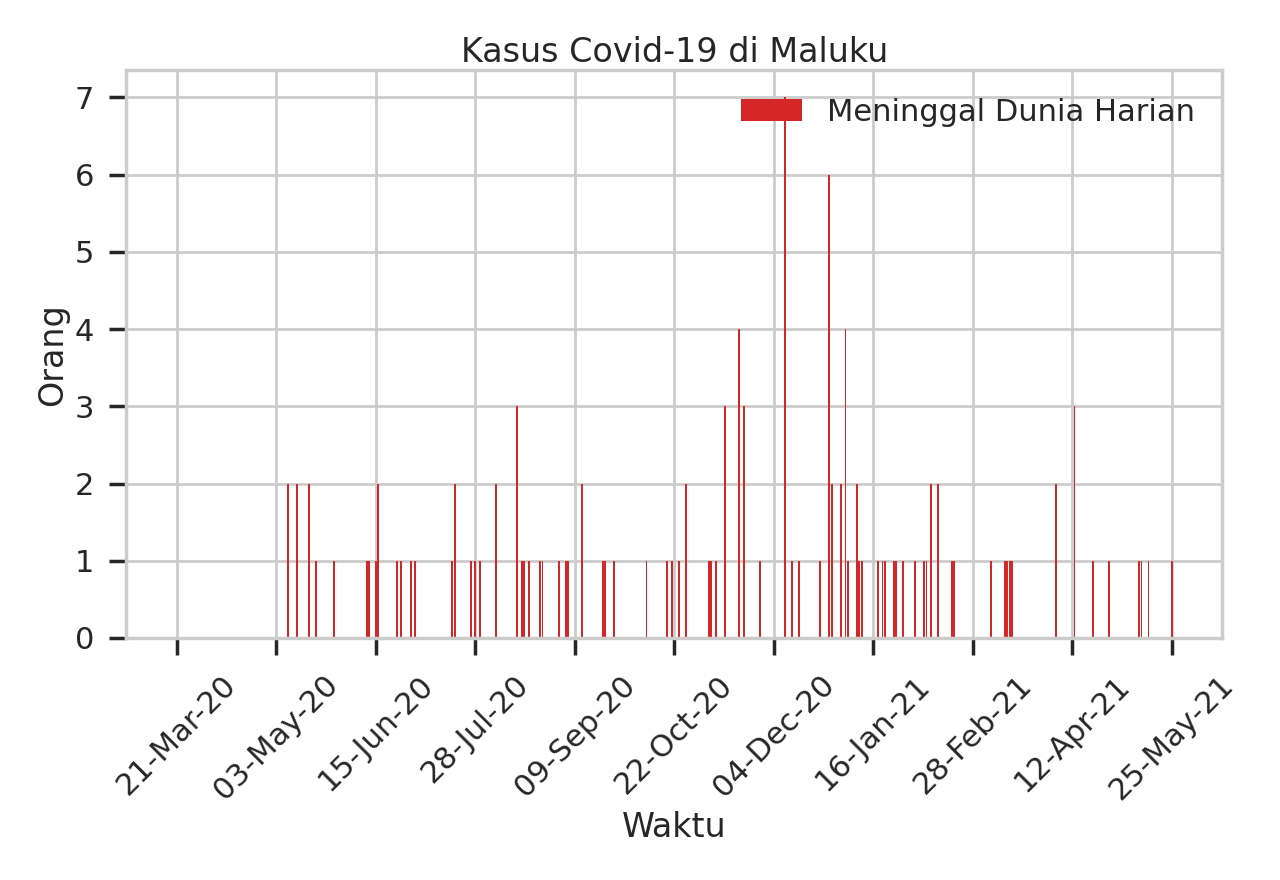 Kasus Covid-19 di Maluku
Meninggal Dunia Harian
Orang
7
6
5
4
3
2
1
0
21-Mar-20
03-May-20
15-Jun-20
28-Jul-20
09-Sep-20
22-Oct-20
04-Dec-20
16-Jan-21
28-Feb-21
12-Apr-21
25-May-21
Waktu